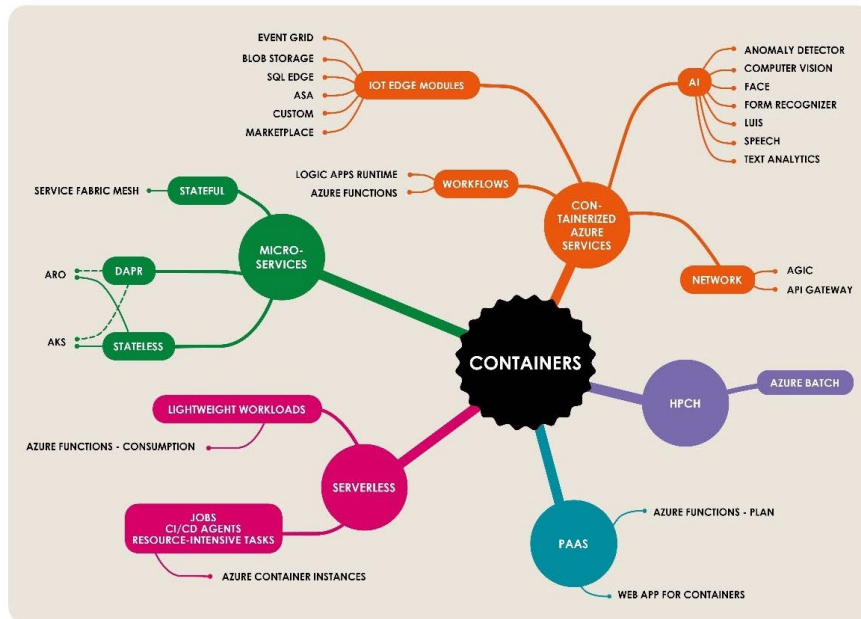 EVENT GRID
BLOB STORAGE
SQL EDGE
ASA
CUSTOM
MARKETPLACE
IOT EDGE MODULES
AI
ANOMALY DETECTOR
COMPUTER VISION
FACE
FORM RECOGNIZER
LUIS
SPEECH
TEXT ANALYTICS
LOGIC APPS RUNTIME
AZURE FUNCTIONS
WORKFLOWS
CON-
TAINERIZED
AZURE
SERVICES
NETWORK
AGIC
API GATEWAY
SERVICE FABRIC MESH
STATEFUL
MICRO-
SERVICES
ARO
DAPR
AKS
STATELESS
CONTAINERS
HPCH
AZURE BATCH
LIGHTWEIGHT WORKLOADS
AZURE FUNCTIONS - CONSUMPTION
SERVERLESS
JOBS
CI/CD AGENTS
RESOURCE-INTENSIVE TASKS
AZURE CONTAINER INSTANCES
PAAS
AZURE FUNCTIONS - PLAN
WEB APP FOR CONTAINERS